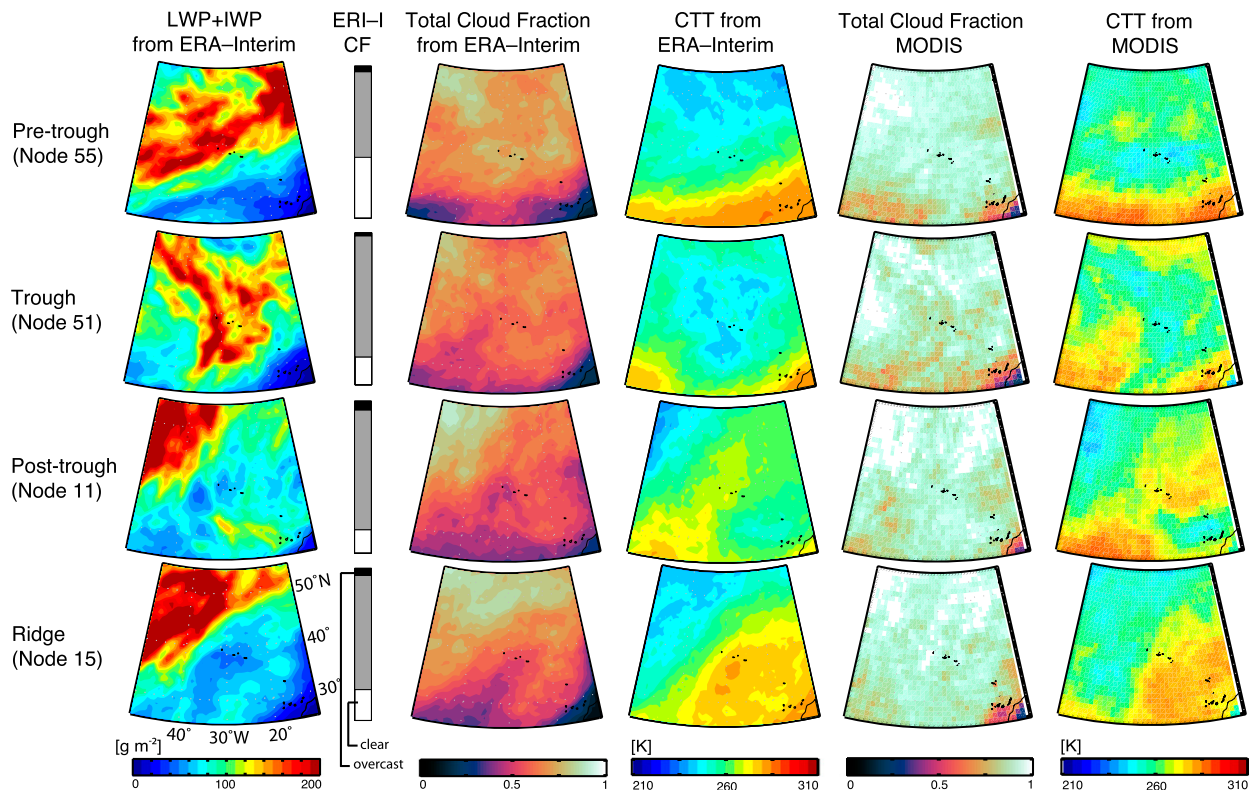 LWP+IWP
from ERA–Interim
ERI–I
CF
Total Cloud Fraction
from ERA–Interim
CTT from
ERA–Interim
Total Cloud Fraction
MODIS
CTT from
MODIS
Pre-trough
(Node 55)
Trough
(Node 51)
Post-trough
(Node 11)
Ridge
(Node 15)
50°N
40°
30°
40°
30°W
20°
clear
overcast
[g m⁻²]
0
100
200
0
0.5
1
[K]
210
260
310
0
0.5
1
[K]
210
260
310